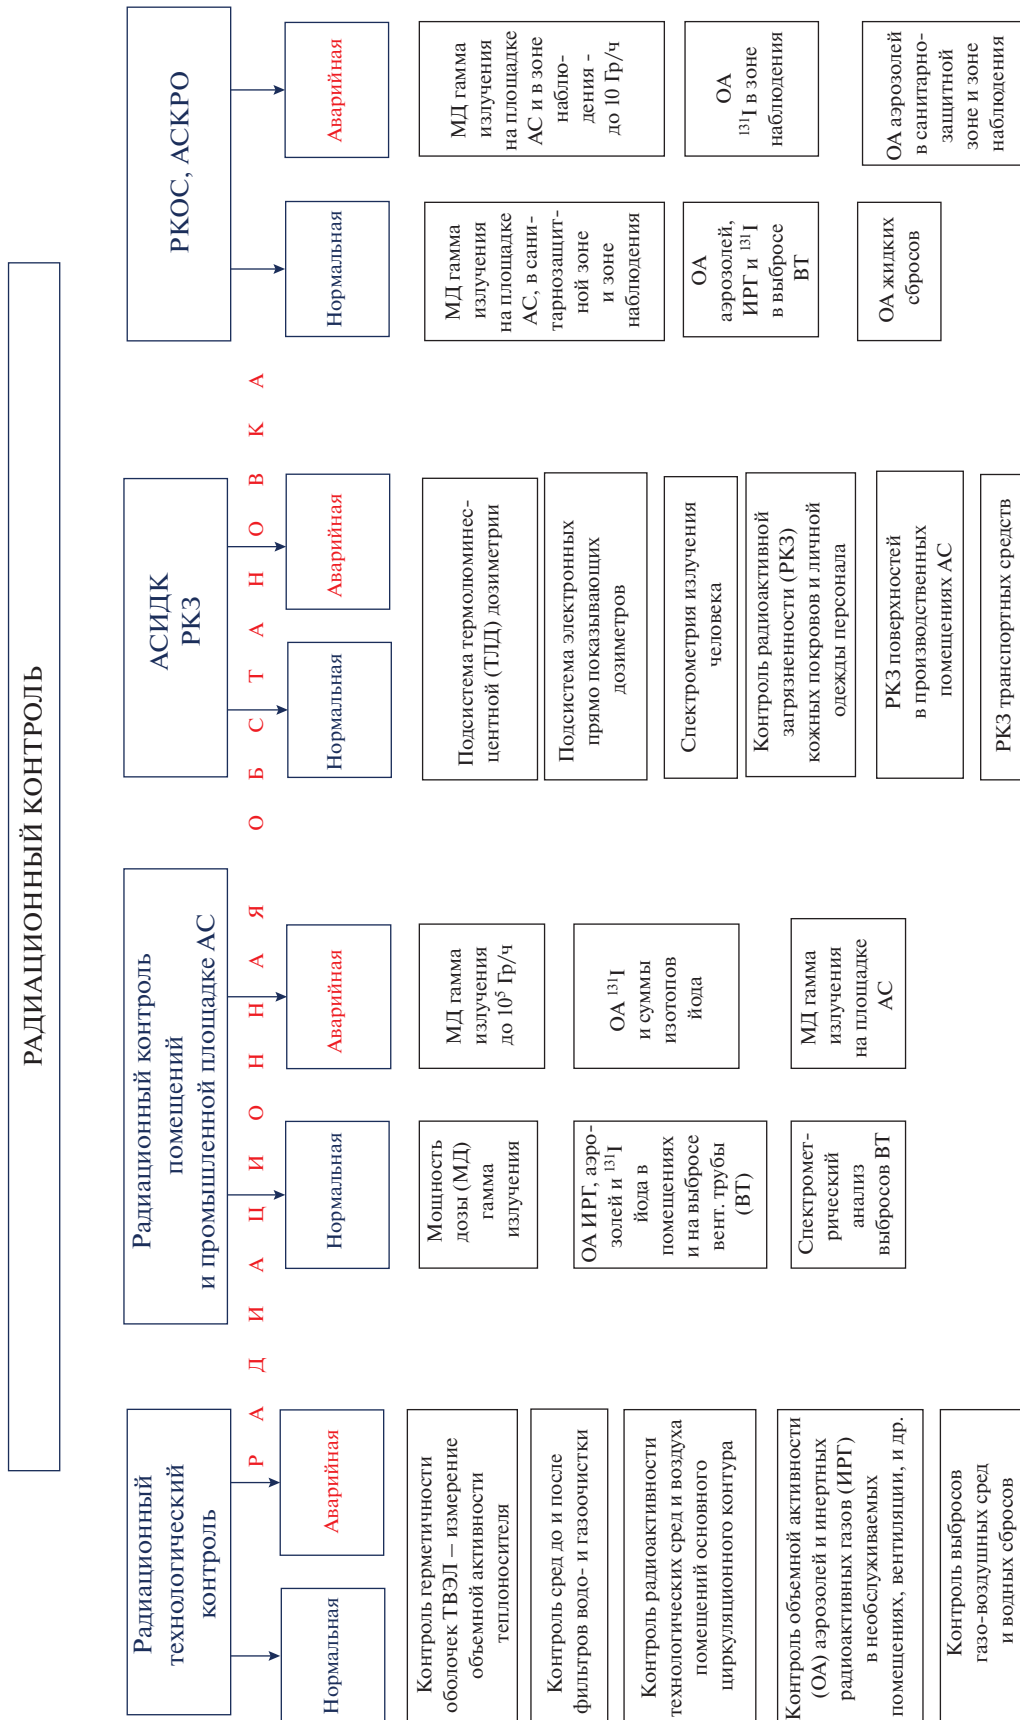 РАДИАЦИОННЫЙ КОНТРОЛЬ
Радиационный
технологический
контроль
Радиационный контроль
помещений
и промышленной площадке АС
АСИДК
РКЗ
РКОС, АСКРО
РАДИАЦИОННАЯ ОБСТАНОВКА
Нормальная
Аварийная
Нормальная
Аварийная
Нормальная
Аварийная
Нормальная
Аварийная
Контроль герметичности
оболочек ТВЭЛ – измерение
объемной активности
теплоносителя
Контроль сред до и после
фильтров водо- и газоочистки
Контрэль радиоактивности
технологических сред и воздуха
помещений основного
циркуляционного контура
Контроль объемной активности
(ОА) аэрозолей и инертных
радиоактивных газов (ИРГ)
в необслуживаемых
помещениях, вентиляции, и др.
Контроль выбросов
газо-воздушных сред
и водных сбросов
Мощность
дозы (МД)
гамма
излучения
ОА ИРГ, аэро-
золей и ¹³¹I
йода в
помещениях
и на выбросе
вент. трубы
(ВТ)
Спектромет-
рический
анализ
выбросов ВТ
МД гамма
излучения
до 10⁵ Гр/ч
ОА ¹³¹I
и суммы
изотопов
йода
МД гамма
излучения
на площадке
АС
Подсистема термолюминес-
центной (ТЛД) дозиметрии
Подсистема электронных
прямо показывающих
дозиметров
Спектрометрия излучения
человека
Контроль радиоактивной
загрязненности (РКЗ)
кожных покровов и личной
одежды персонала
РКЗ поверхностей
в производственных
помещениях АС
РКЗ транспортных средств
МД гамма
излучения
на площадке
АС, в сани-
тарнозащит-
ной зоне
и зоне
наблюдения
ОА
аэрозолей,
ИРГ и ¹³¹I
в выбросе
ВТ
ОА жидких
сбросов
МД гамма
излучения
на площадке
АС и в зоне
наблю-
дения -
до 10 Гр/ч
ОА
¹³¹I в зоне
наблюдения
ОА аэрозолей
в санитарно-
защитной
зоне и зоне
наблюдения